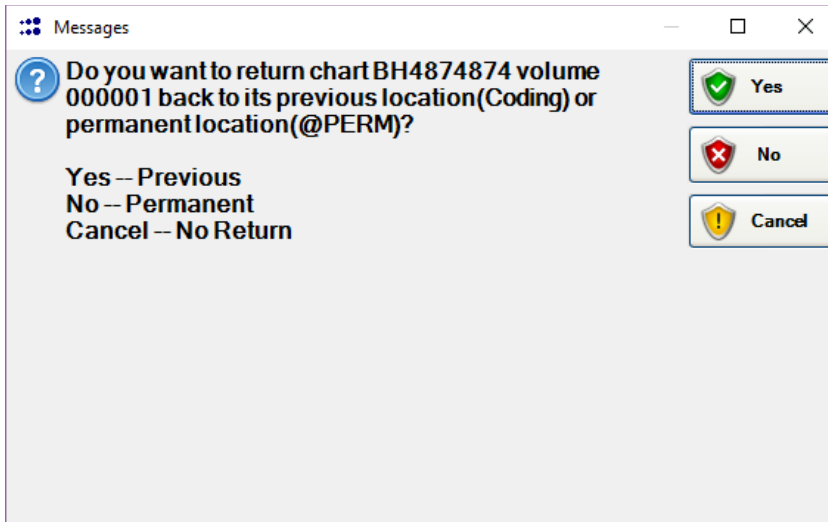 Messages
Do you want to return chart BH4874874 volume
000001 back to its previous location(Coding) or
permanent location(@PERM)?
Yes -- Previous
No -- Permanent
Cancel -- No Return
Yes
No
Cancel